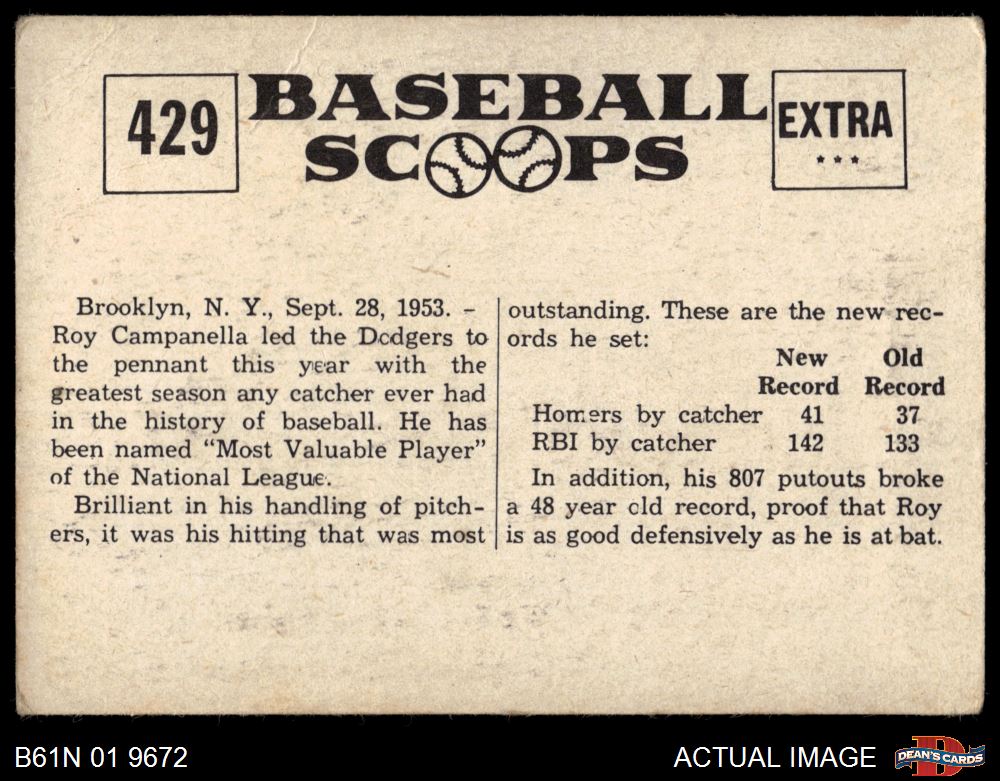 429
BASEBALL
SCOOPS
EXTRA
***
Brooklyn, N. Y., Sept. 28, 1953. –
Roy Campanella led the Dodgers to
the pennant this year with the
greatest season any catcher ever had
in the history of baseball. He has
been named “Most Valuable Player”
of the National League.
Brilliant in his handling of pitch-
ers, it was his hitting that was most
outstanding. These are the new rec-
ords he set:
New Old
Record Record
Homers by catcher 41 37
RBI by catcher 142 133
In addition, his 807 putouts broke
a 48 year old record, proof that Roy
is as good defensively as he is at bat.
B61N 01 9672
ACTUAL IMAGE
D
DEAN'S CARDS